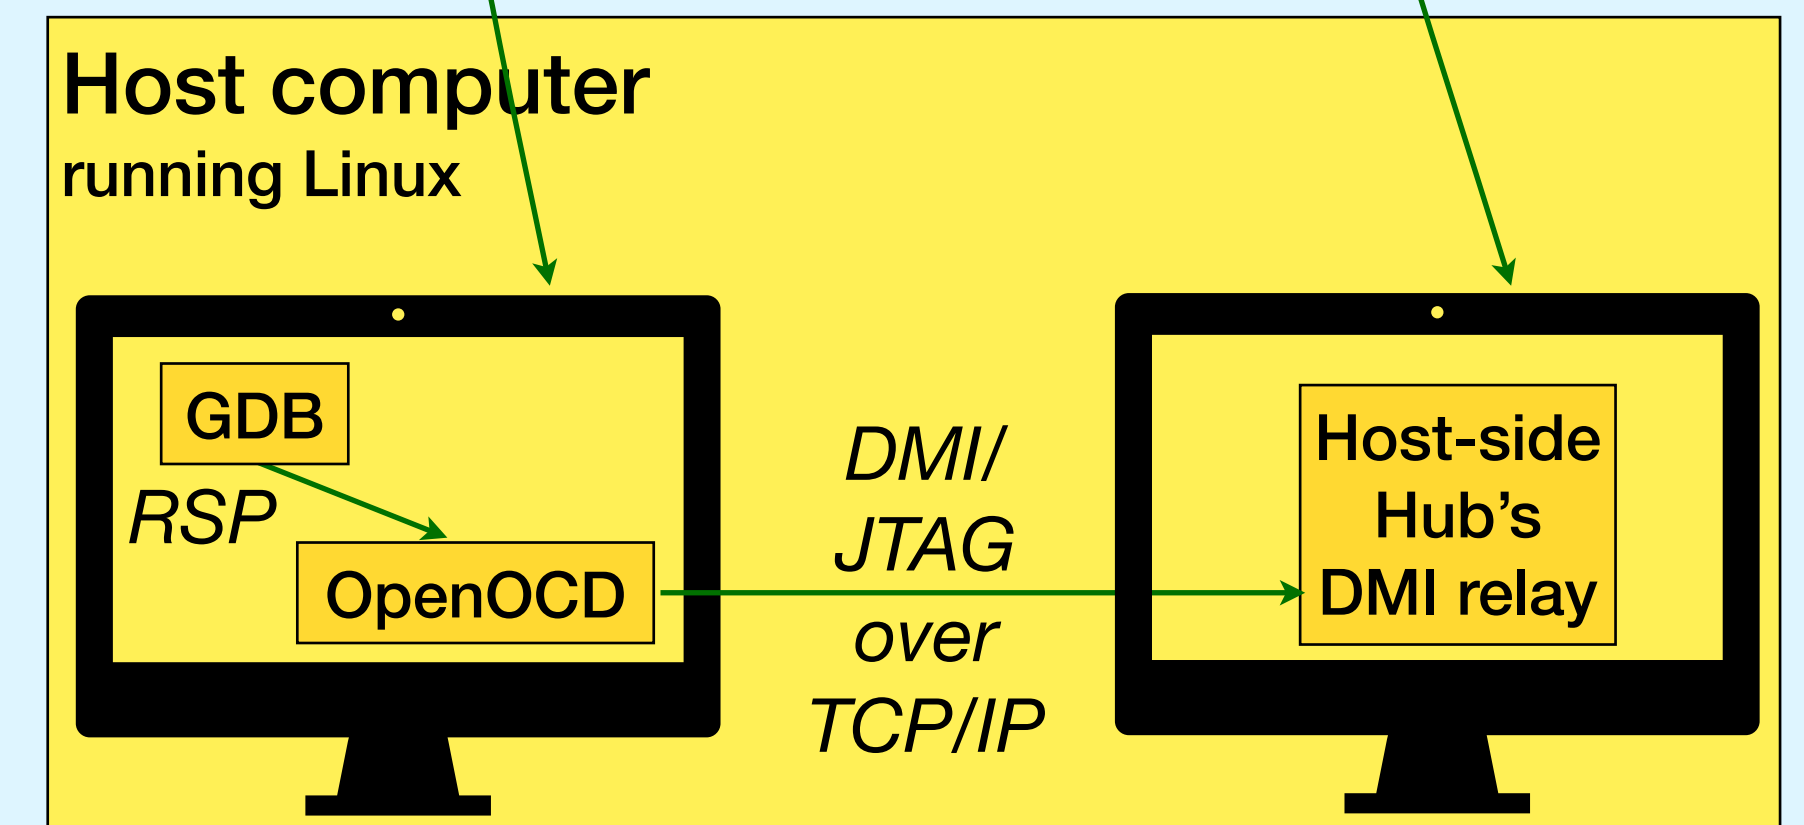 Host computer
running Linux
GDB
RSP
OpenOCD
DMI/
JTAG
over
TCP/IP
Host-side
Hub’s
DMI relay